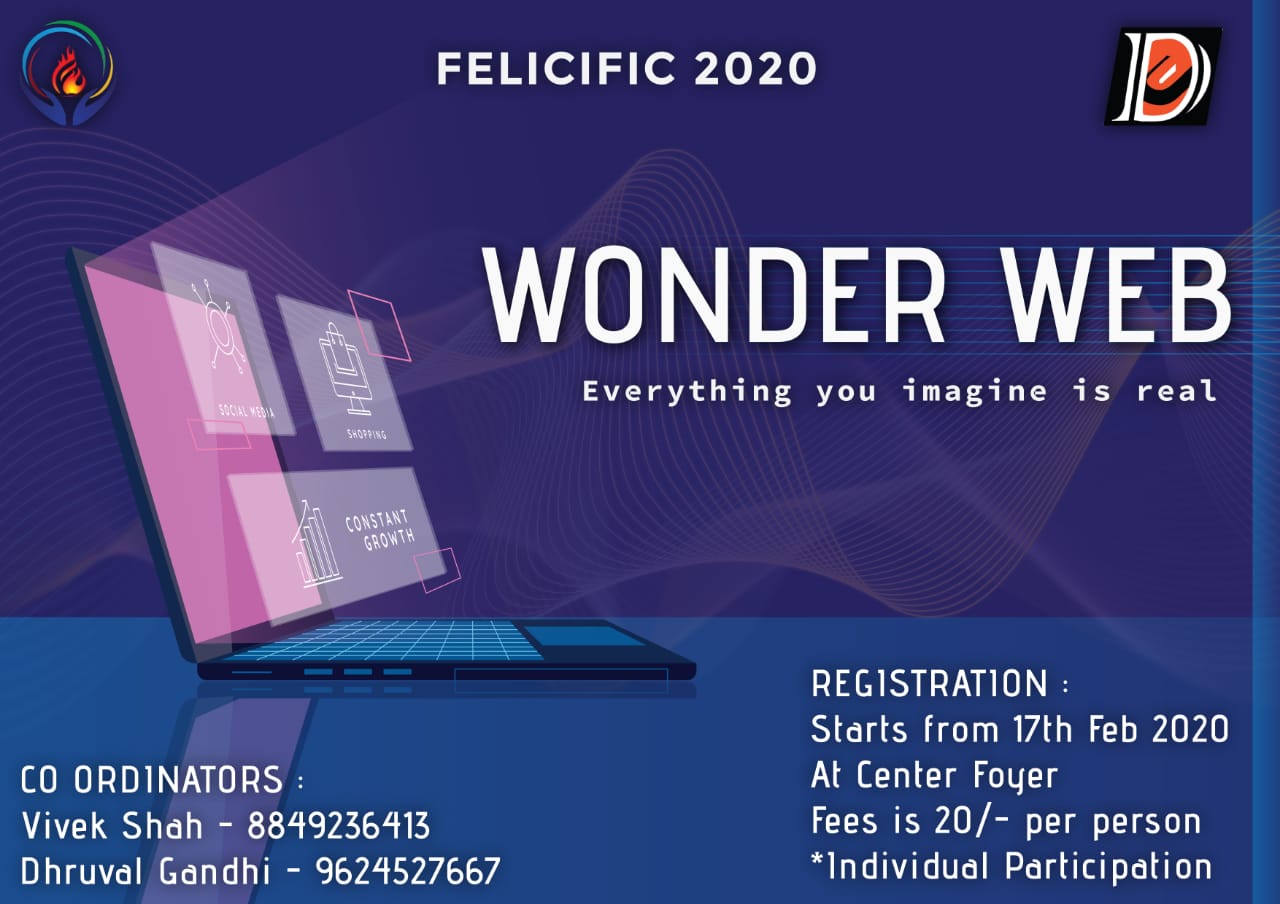 FELICIFIC 2020
De
WONDER WEB
Everything you imagine is real
SOCIAL MEDIA
SHOPPING
CONSTANT
GROWTH
REGISTRATION :
Starts from 17th Feb 2020
At Center Foyer
Fees is 20/- per person
*Individual Participation
CO ORDINATORS :
Vivek Shah - 8849236413
Dhruval Gandhi - 9624527667